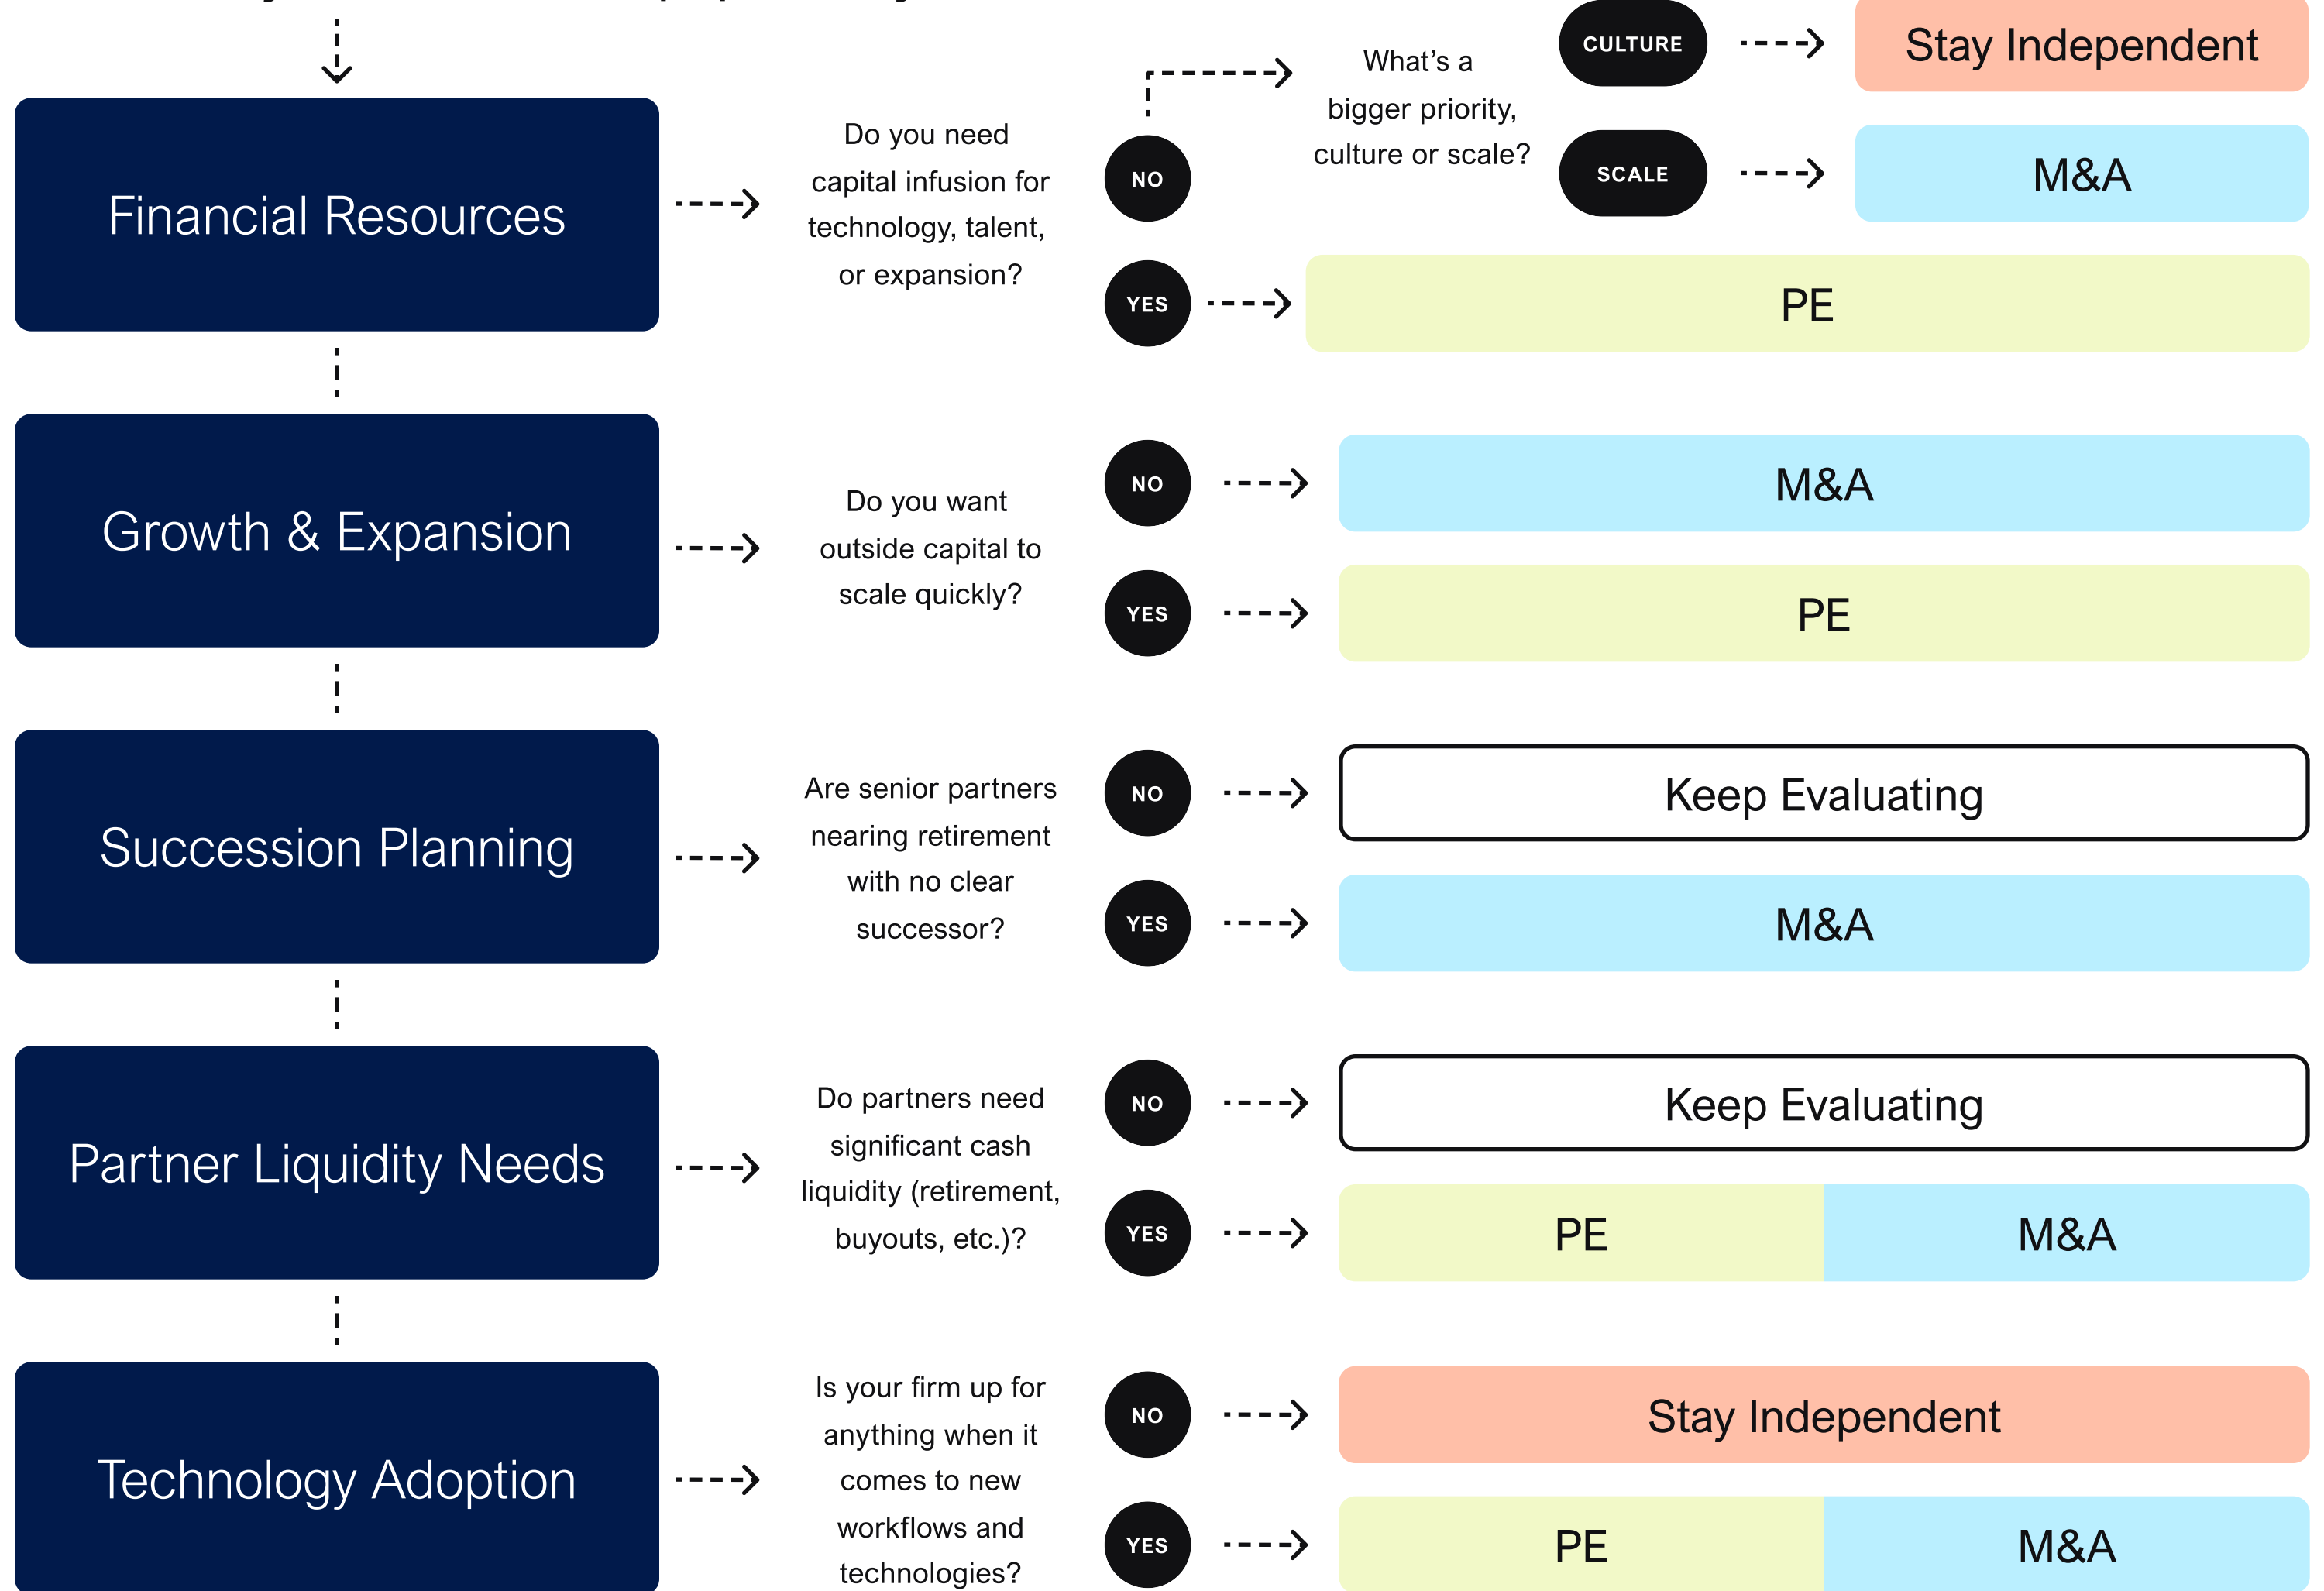 Financial Resources
Do you need
capital infusion for
technology, talent,
or expansion?
NO
What's a
bigger priority,
culture or scale?
CULTURE
Stay Independent
SCALE
M&A
YES
PE
Growth & Expansion
Do you want
outside capital to
scale quickly?
NO
M&A
YES
PE
Succession Planning
Are senior partners
nearing retirement
with no clear
successor?
NO
Keep Evaluating
YES
M&A
Partner Liquidity Needs
Do partners need
significant cash
liquidity (retirement,
buyouts, etc.)?
NO
Keep Evaluating
YES
PE
M&A
Technology Adoption
Is your firm up for
anything when it
comes to new
workflows and
technologies?
NO
Stay Independent
YES
PE
M&A